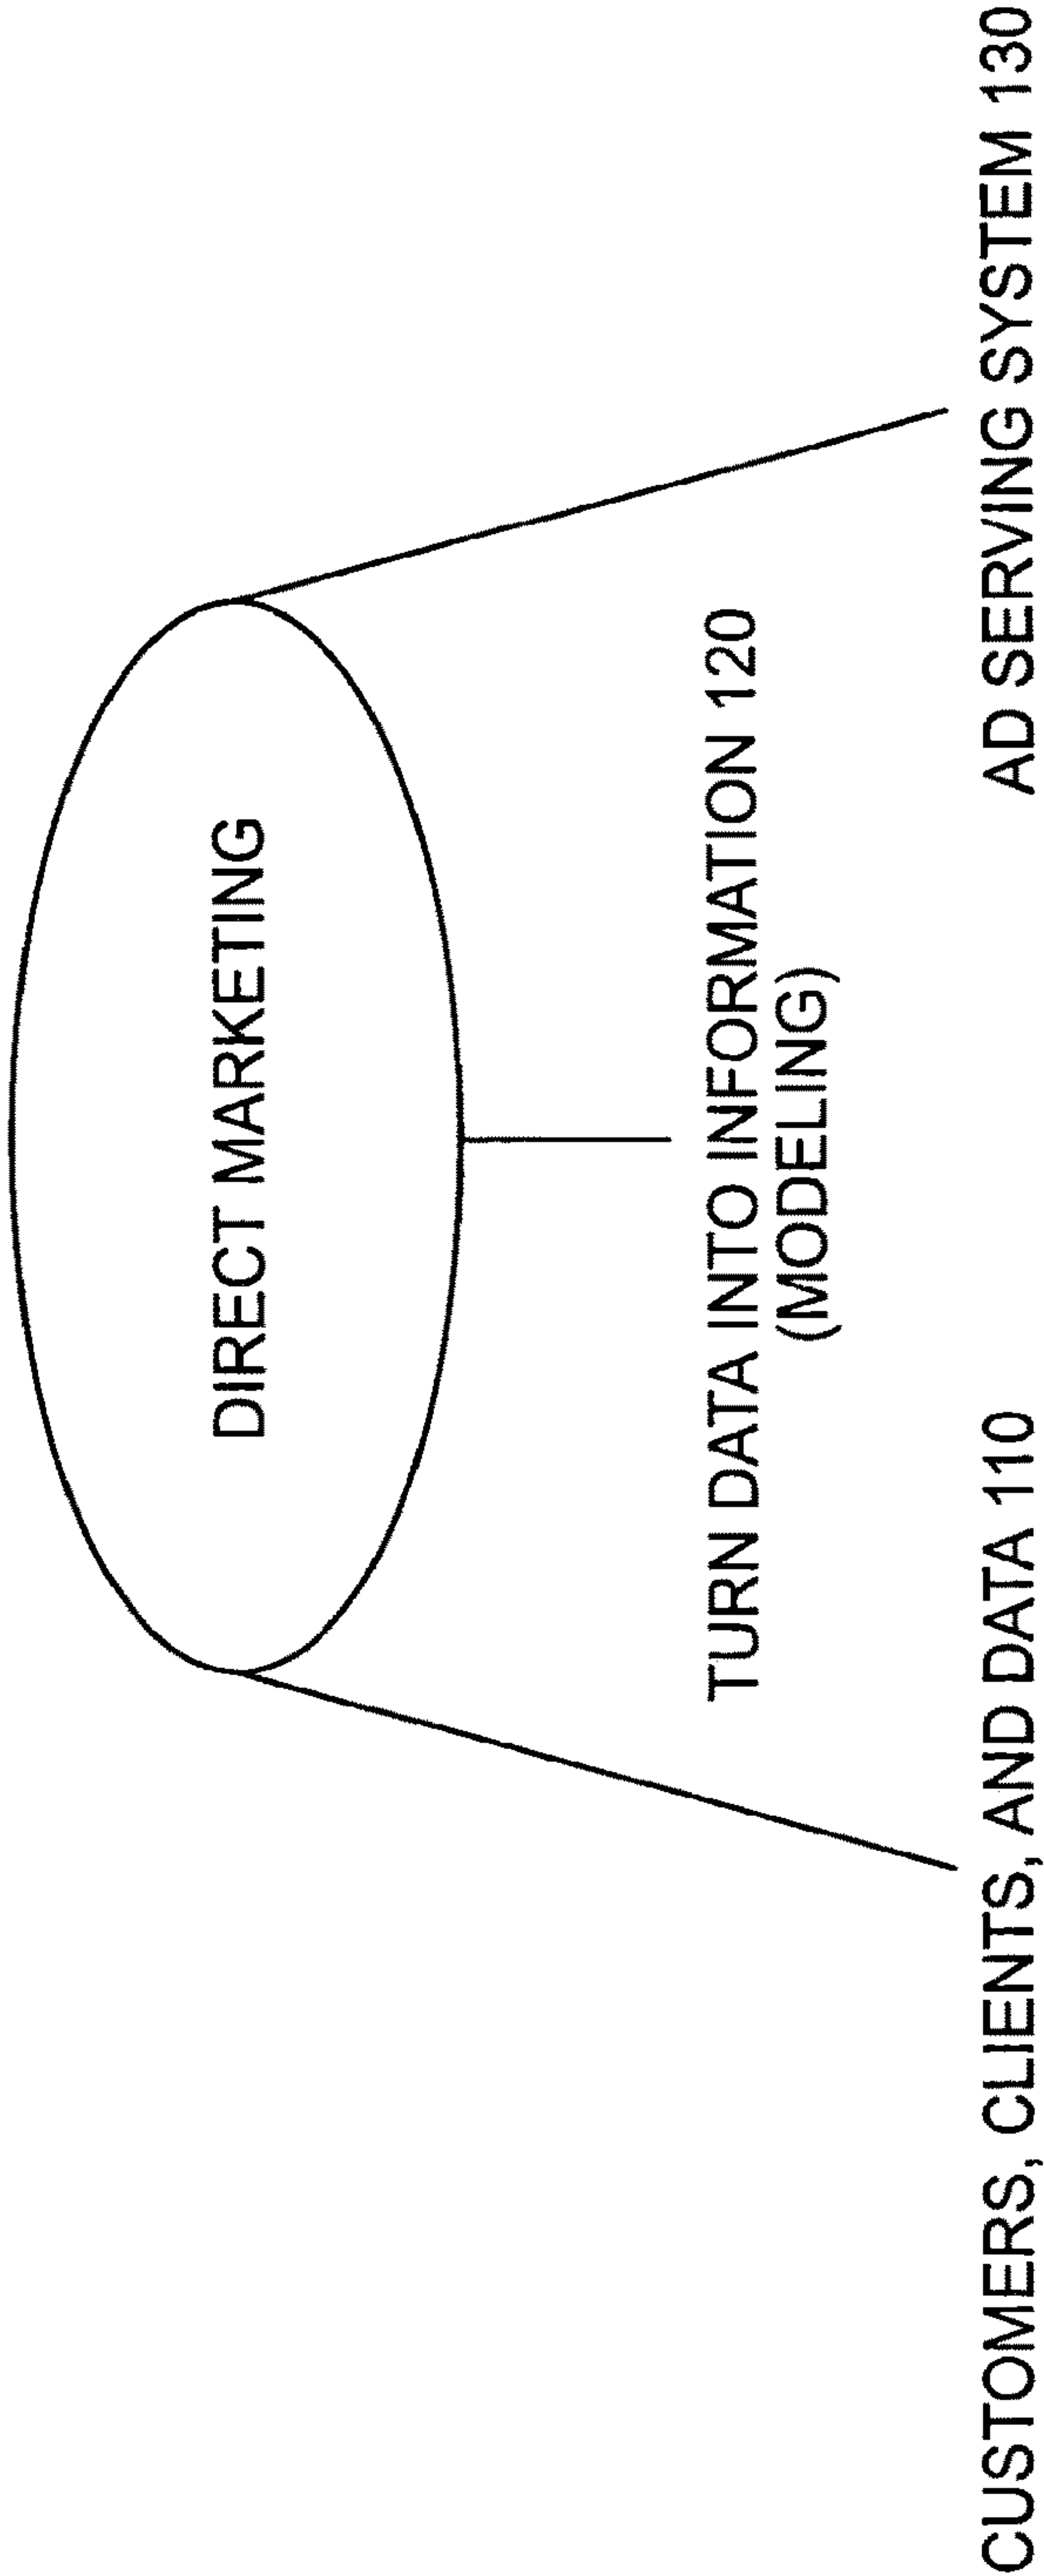 DIRECT MARKETING
TURN DATA INTO INFORMATION 120
(MODELING)
CUSTOMERS, CLIENTS, AND DATA 110
AD SERVING SYSTEM 130